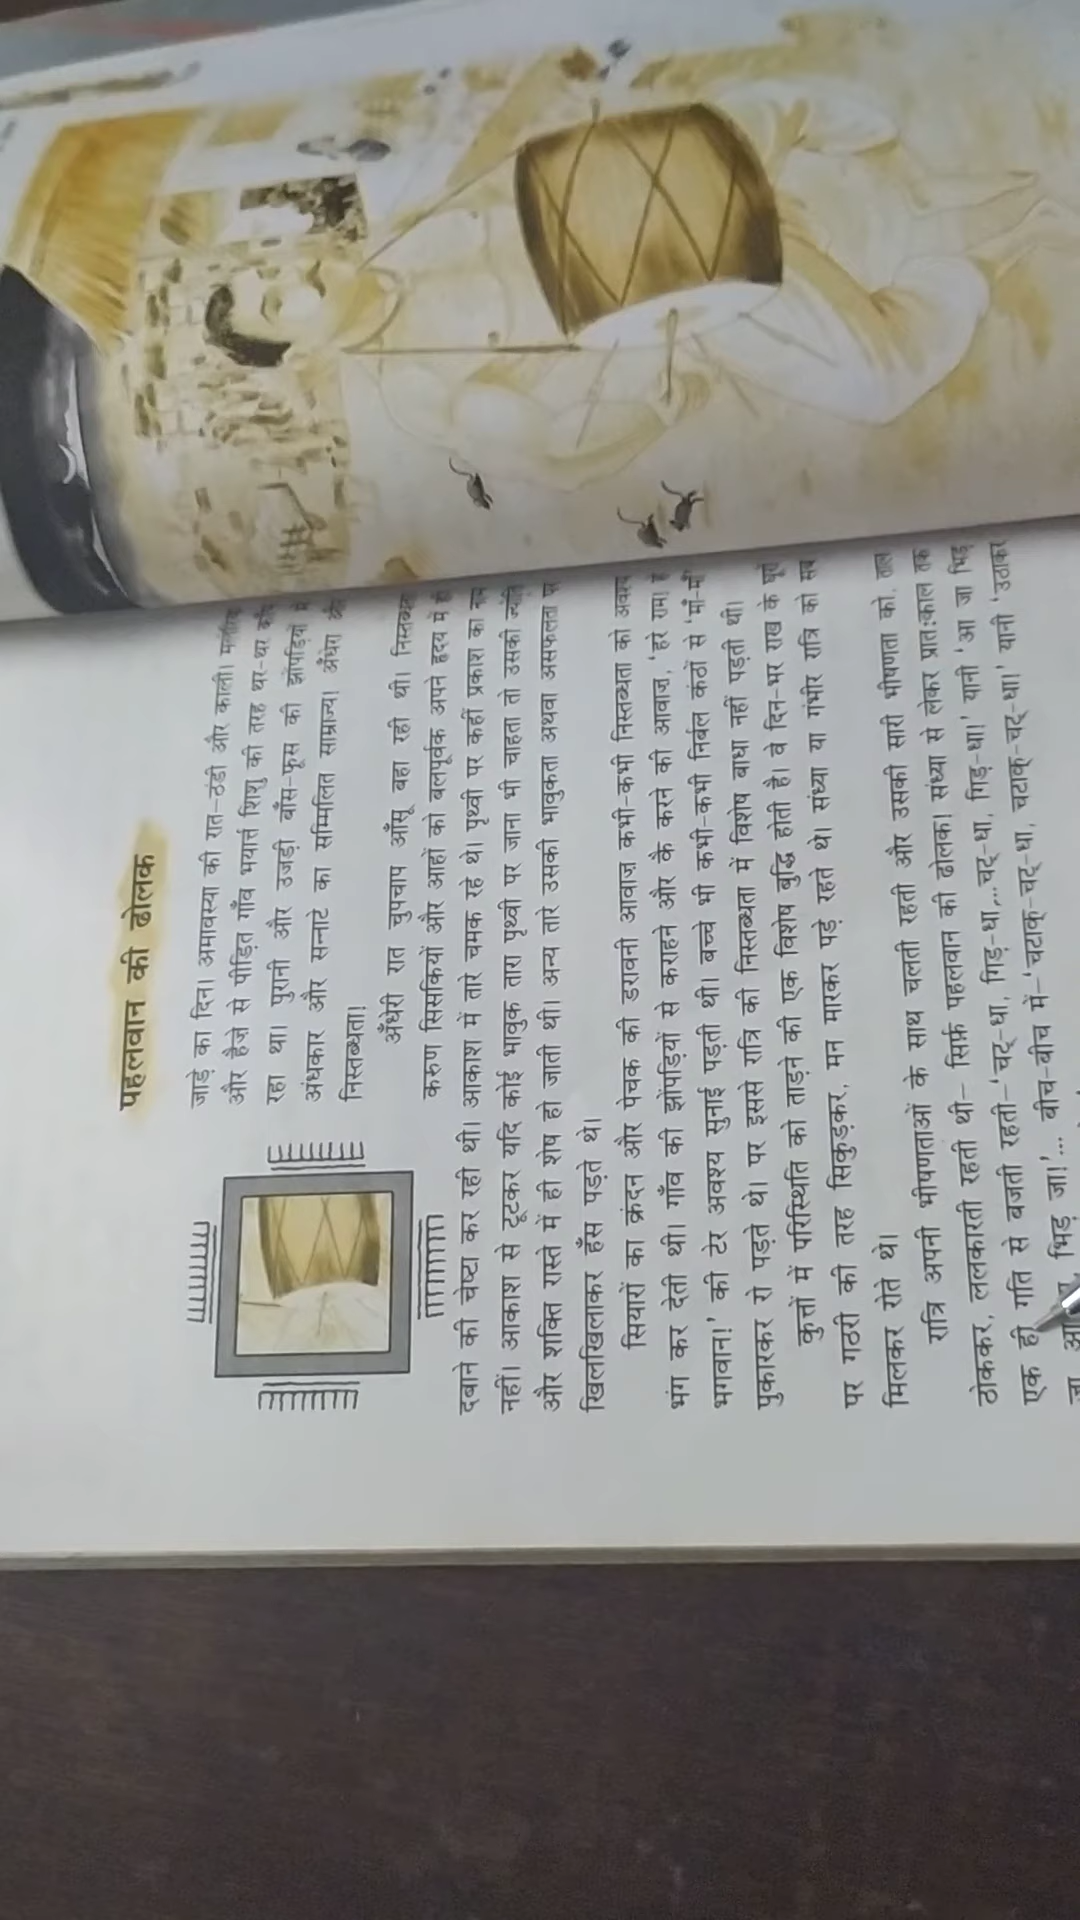 पहलवान की ढोलक
जाड़े का दिन। अमावस्या की रात–ठंडी और काली। मलेरिया
और हैजे से पीड़ित गाँव भयार्त्त शिशु की तरह थर-थर काँप
रहा था। पुरानी और उजड़ी बाँस-फूस की झोंपड़ियों में
अंधकार और सन्नाटे का सम्मिलित साम्राज्य! अँधेरा और
निस्तब्धता!
अँधेरी रात चुपचाप आँसू बहा रही थी। निस्तब्धता
करुण सिसकियों और आहों को बलपूर्वक अपने हृदय में ही
दबाने की चेष्टा कर रही थी। आकाश में तारे चमक रहे थे। पृथ्वी पर कहीं प्रकाश का नाम
नहीं। आकाश से टूटकर यदि कोई भावुक तारा पृथ्वी पर जाना भी चाहता तो उसकी ज्योति
और शक्ति रास्ते में ही शेष हो जाती थी। अन्य तारे उसकी भावुकता अथवा असफलता पर
खिलखिलाकर हँस पड़ते थे।
सियारों का क्रंदन और पेचक की डरावनी आवाज़ कभी-कभी निस्तब्धता को अवश्य
भंग कर देती थी। गाँव की झोंपड़ियों से कराहने और कै करने की आवाज़, 'हरे राम! हे
भगवान!' की टेर अवश्य सुनाई पड़ती थी। बच्चे भी कभी-कभी निर्बल कंठों से 'माँ-माँ'
पुकारकर रो पड़ते थे। पर इससे रात्रि की निस्तब्धता में विशेष बाधा नहीं पड़ती थी।
कुत्तों में परिस्थिति को ताड़ने की एक विशेष बुद्धि होती है। वे दिन-भर राख के घूरों
पर गठरी की तरह सिकुड़कर, मन मारकर पड़े रहते थे। संध्या या गंभीर रात्रि को सब
मिलकर रोते थे।
रात्रि अपनी भीषणताओं के साथ चलती रहती और उसकी सारी भीषणता को, ताल
ठोककर, ललकारती रहती थी– सिर्फ़ पहलवान की ढोलक! संध्या से लेकर प्रात:काल तक
एक ही गति से बजती रहती–'चट्-धा, गिड़-धा,...चट्-धा, गिड़-धा!' यानी 'आ जा भिड़,
जा, भिड़ जा!'... बीच-बीच में–'चटाक्-चट्-धा, चटाक्-चट्-धा!' यानी 'उठाकर